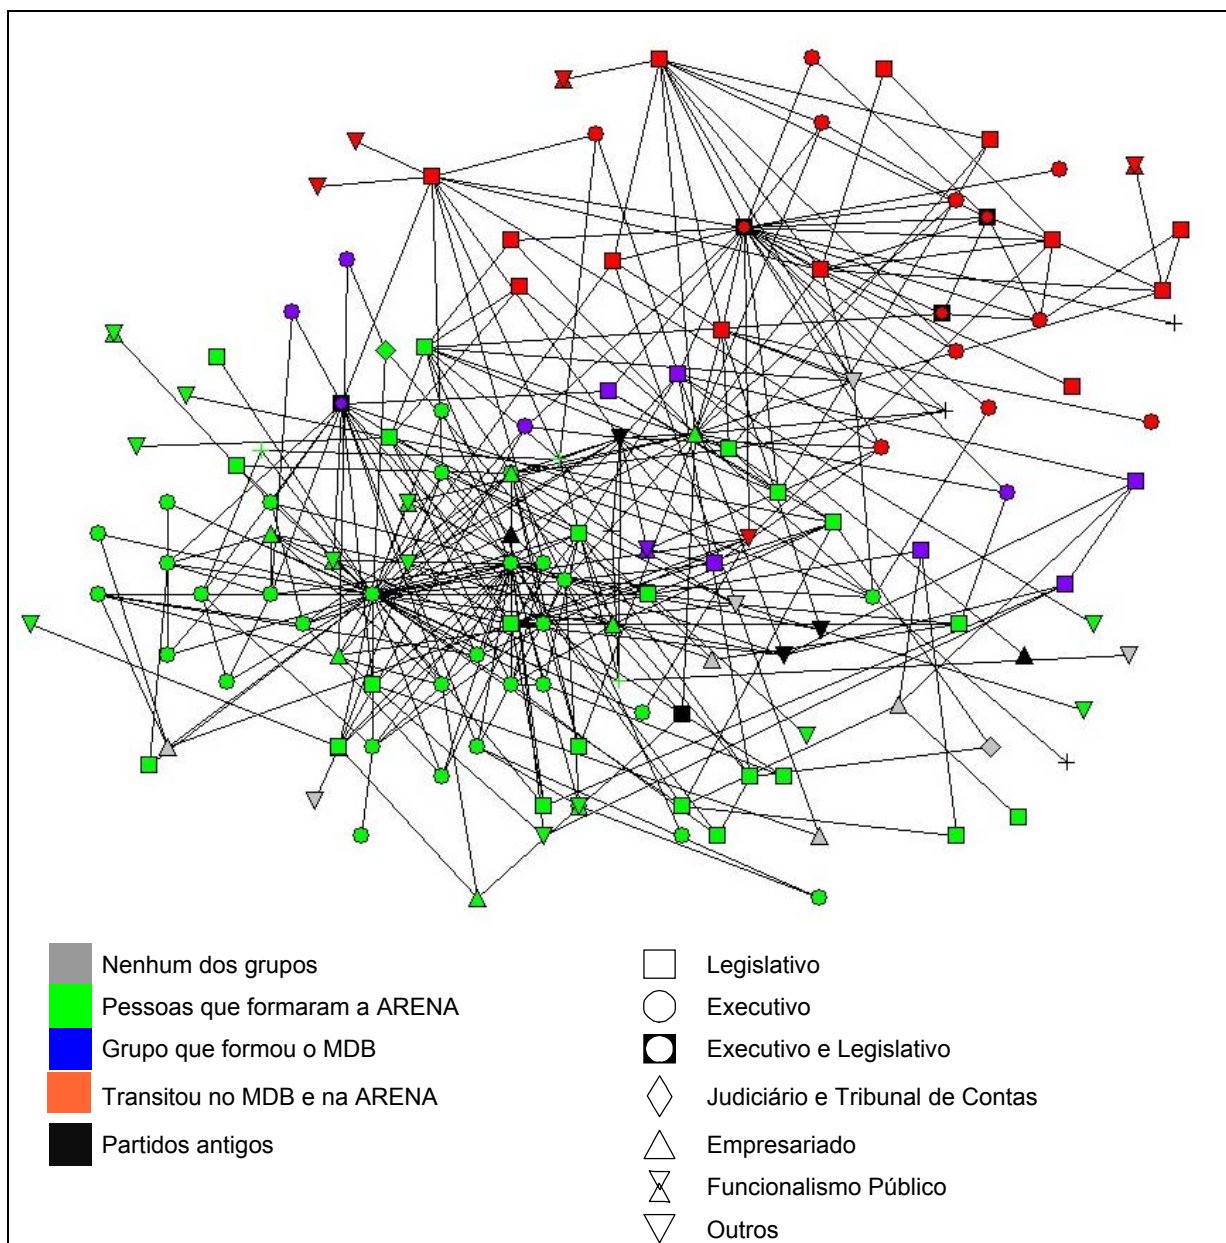 Nenhum dos grupos
Pessoas que formaram a ARENA
Grupo que formou o MDB
Transitou no MDB e na ARENA
Partidos antigos
Legislativo
Executivo
Executivo e Legislativo
Judiciário e Tribunal de Contas
Empresariado
Funcionalismo Público
Outros